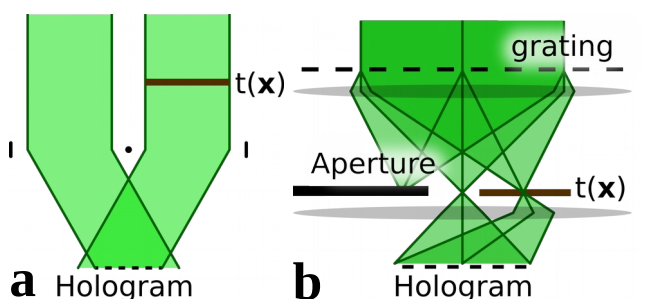 grating
t(x)
Aperture
t(x)
a
Hologram
b
Hologram